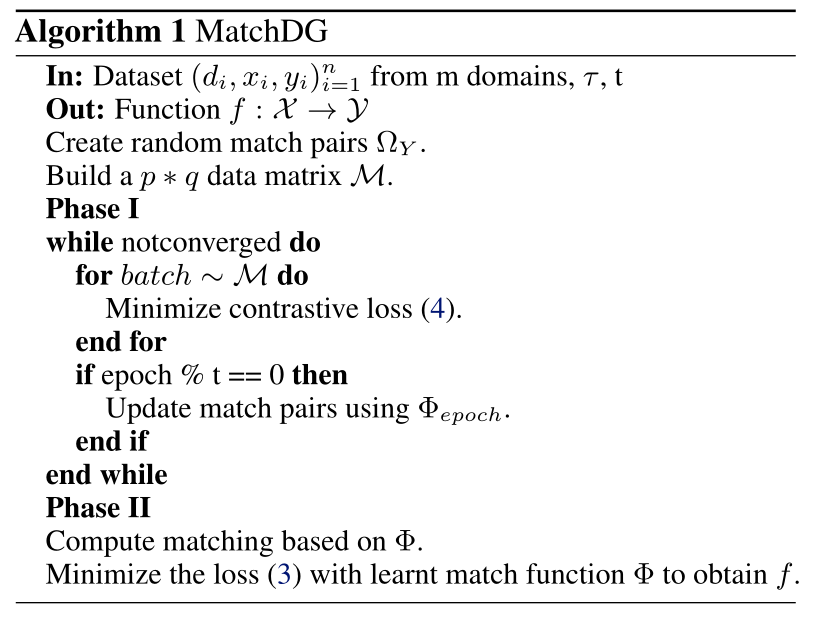 Algorithm 1 MatchDG
In: Dataset $(d_i, x_i, y_i)_{i=1}^n$ from m domains, τ, t
Out: Function $f : \mathcal{X} \rightarrow \mathcal{Y}$
Create random match pairs $\Omega_Y$.
Build a $p * q$ data matrix $\mathcal{M}$.
Phase I
while notconverged do
for $batch \sim \mathcal{M}$ do
Minimize contrastive loss (4).
end for
if epoch % t == 0 then
Update match pairs using $\Phi_{epoch}$.
end if
end while
Phase II
Compute matching based on Φ.
Minimize the loss (3) with learnt match function Φ to obtain $f$.